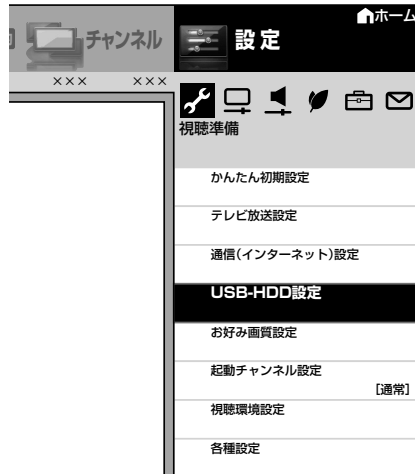 ホーム
チャンネル
設定
××× ×××
視聴準備
かんたん初期設定
テレビ放送設定
通信(インターネット)設定
USB-HDD設定
お好み画質設定
起動チャンネル設定
[通常]
視聴環境設定
各種設定